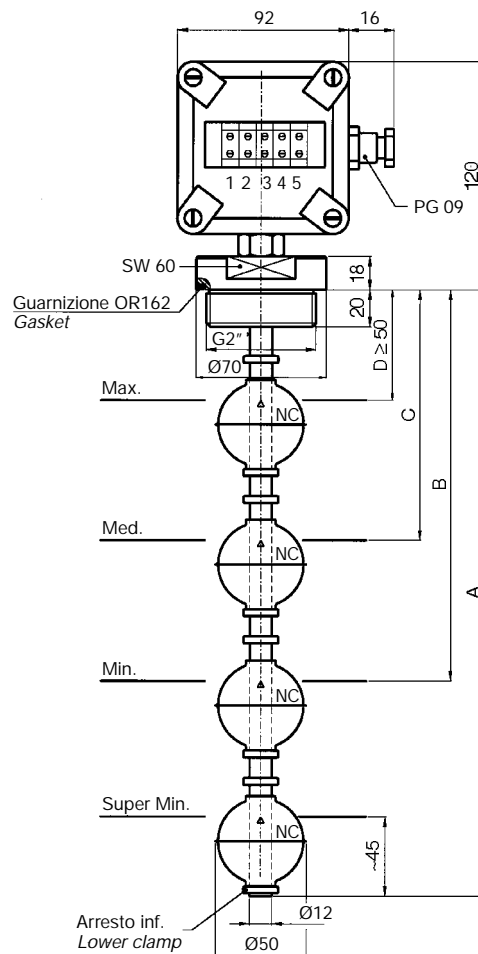 92
16
1 2 3 4 5
120
PG 09
SW 60
18
Guarnizione OR162
Gasket
20
G2"
D ≥ 50
Ø70
Max.
NC
C
B
Med.
NC
A
Min.
NC
Super Min.
NC
~45
Arresto inf.
Lower clamp
Ø12
Ø50